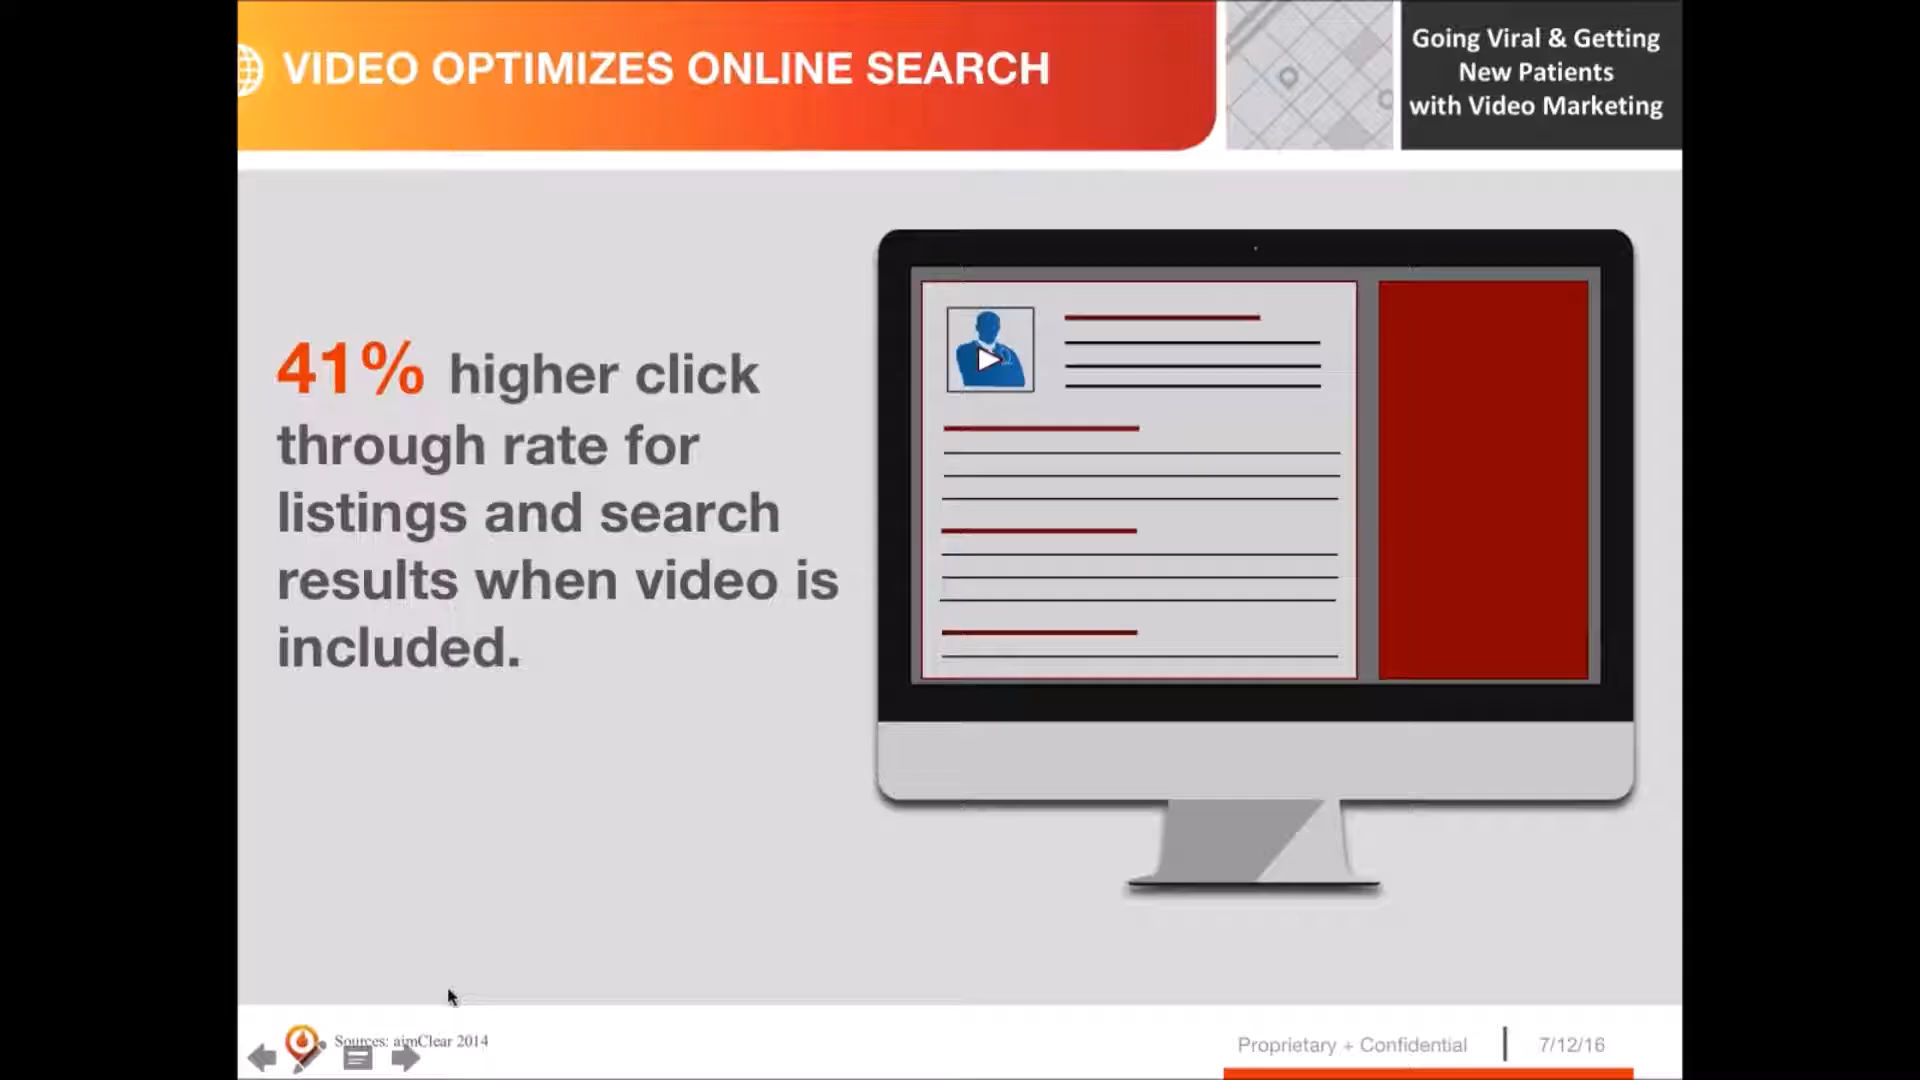 VIDEO OPTIMIZES ONLINE SEARCH
Going Viral & Getting
New Patients
with Video Marketing
41% higher click
through rate for
listings and search
results when video is
included.
Sources: aimClear 2014
Proprietary + Confidential
7/12/16